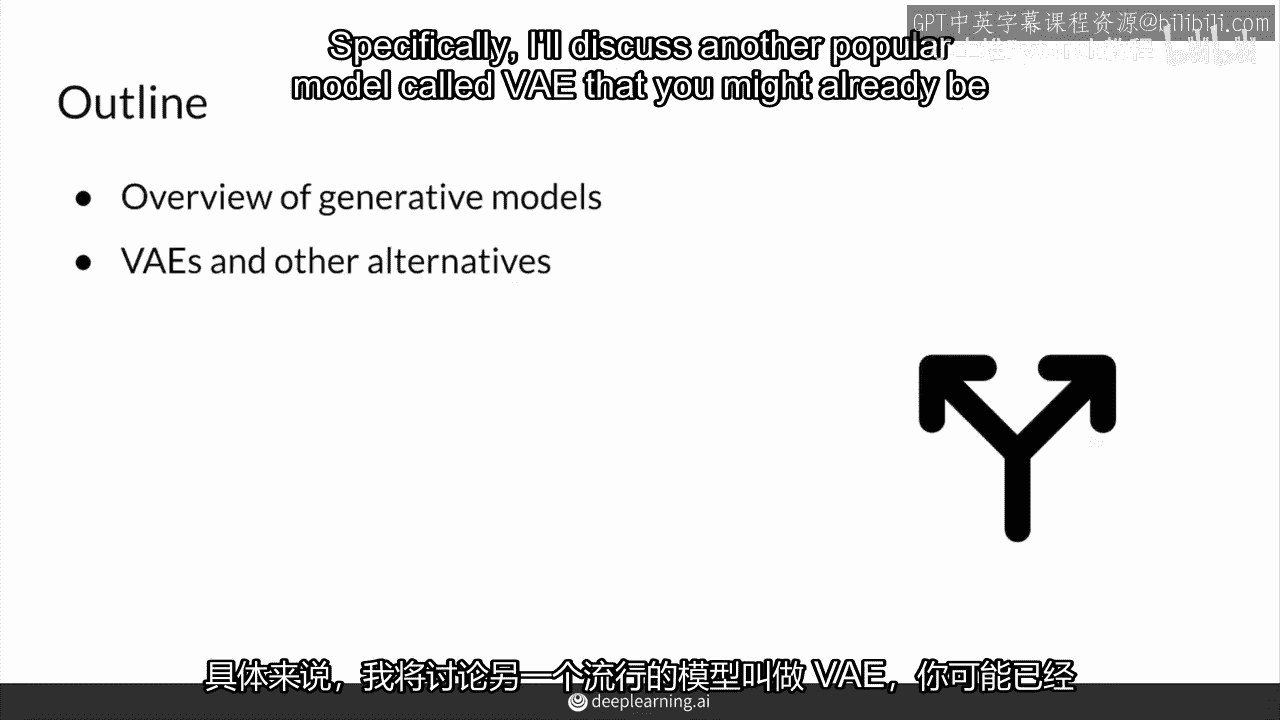 GPT中英字幕课程资源@bilibili.com
Specifically, I'll discuss another popular
model called VAE that you might already be
Outline
● Overview of generative models
● VAEs and other alternatives
具体来说，我将讨论另一个流行的模型叫做 VAE，你可能已经
deeplearning.ai